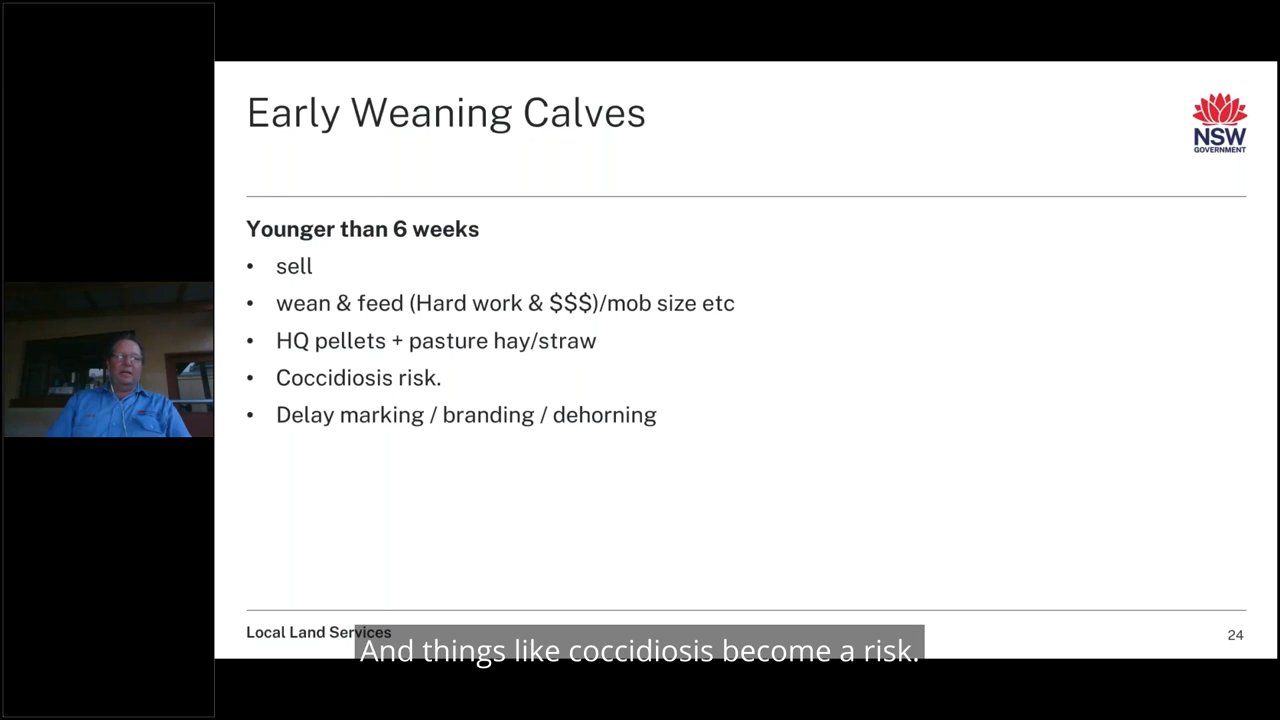 Early Weaning Calves
NSW
GOVERNMENT
Younger than 6 weeks
• sell
• wean & feed (Hard work & $$$)/mob size etc
• HQ pellets + pasture hay/straw
• Coccidiosis risk.
• Delay marking / branding / dehorning
Local Land Services
24
And things like coccidiosis become a risk.